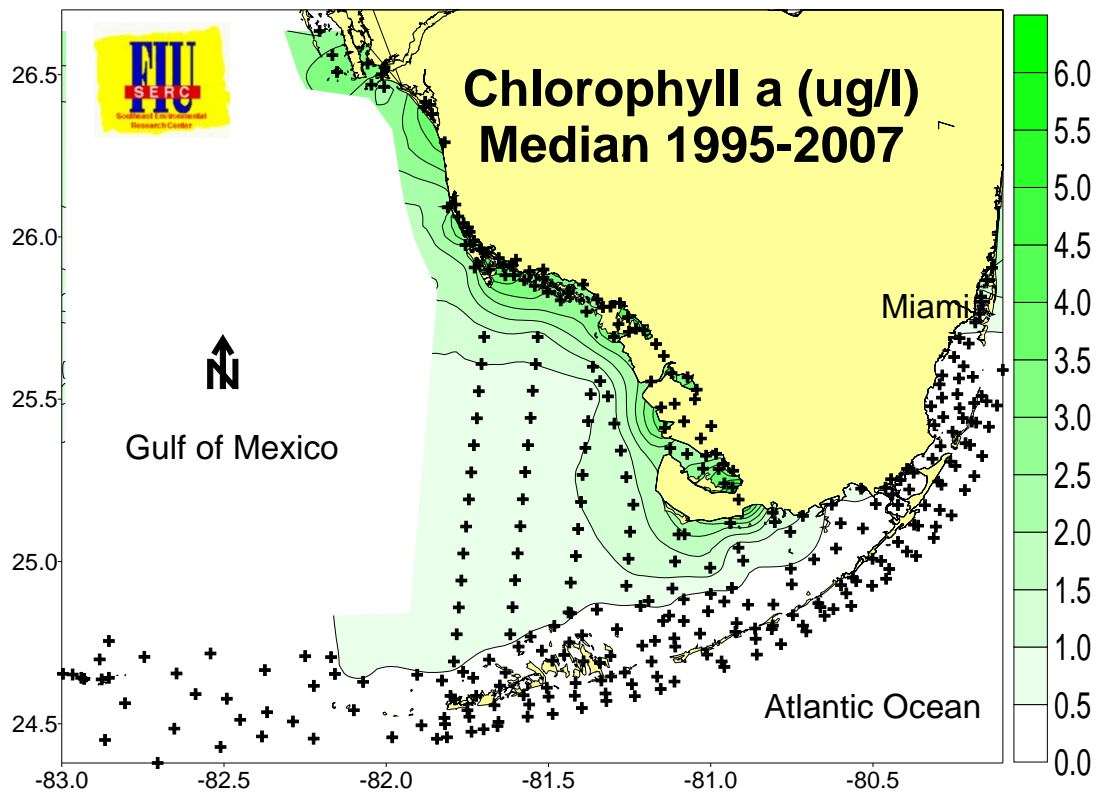 FIU
SERC
Southeast Environmental
Research Center
Chlorophyll a (ug/l)
Median 1995-2007
Miami
N
Gulf of Mexico
Atlantic Ocean
26.5
26.0
25.5
25.0
24.5
-83.0
-82.5
-82.0
-81.5
-81.0
-80.5
6.0
5.5
5.0
4.5
4.0
3.5
3.0
2.5
2.0
1.5
1.0
0.5
0.0